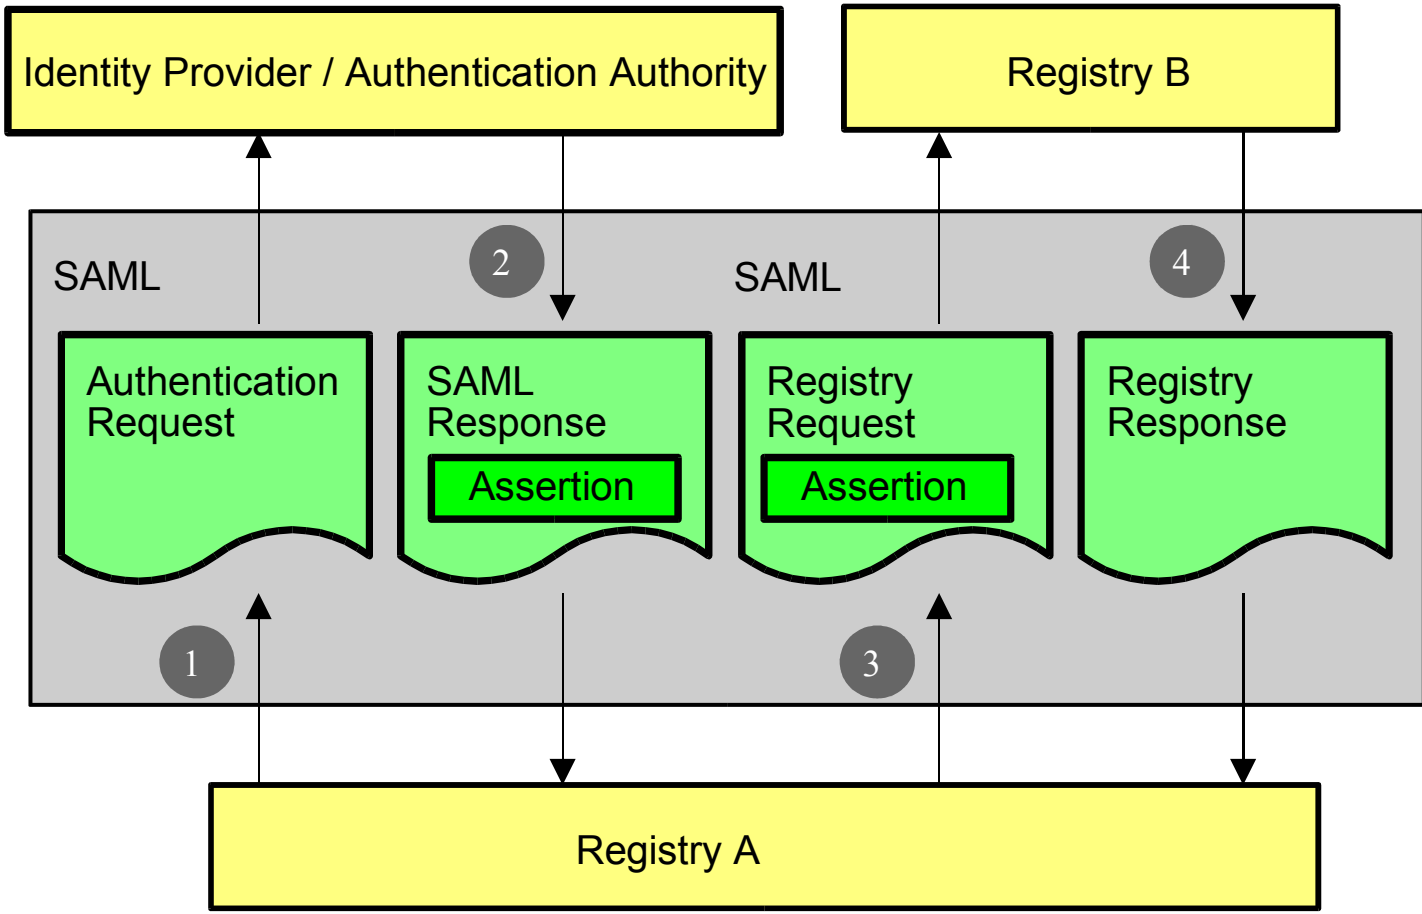 Identity Provider / Authentication Authority
Registry B
2
4
SAML
SAML
Authentication
Request
SAML
Response
Assertion
Registry
Request
Assertion
Registry
Response
1
3
Registry A